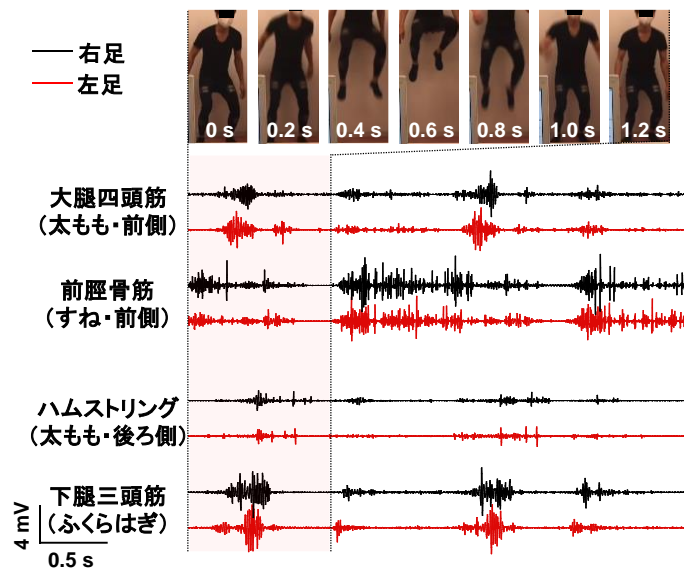 右足
左足
0 s
0.2 s
0.4 s
0.6 s
0.8 s
1.0 s
1.2 s
大腿四頭筋
(太もも・前側)
前脛骨筋
(すね・前側)
ハムストリング
(太もも・後ろ側)
下腿三頭筋
(ふくらはぎ)
4 mV
0.5 s